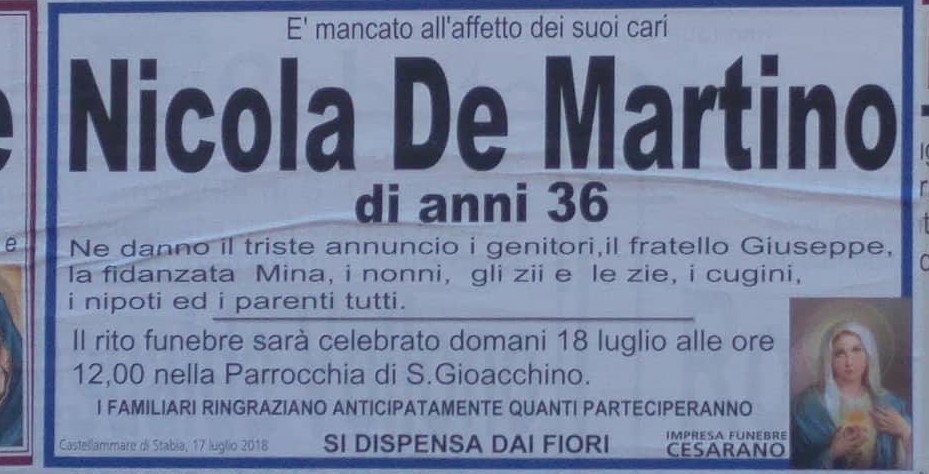 E' mancato all'affetto dei suoi cari
Nicola De Martino
di anni 36
Ne danno il triste annuncio i genitori,il fratello Giuseppe,
la fidanzata Mina, i nonni, gli zii e le zie, i cugini,
i nipoti ed i parenti tutti.
Il rito funebre sarà celebrato domani 18 luglio alle ore
12,00 nella Parrocchia di S.Gioacchino.
I FAMILIARI RINGRAZIANO ANTICIPATAMENTE QUANTI PARTECIPERANNO
Castellammare di Stabia, 17 luglio 2018
SI DISPENSA DAI FIORI
IMPRESA FUNEBRE
CESARANO